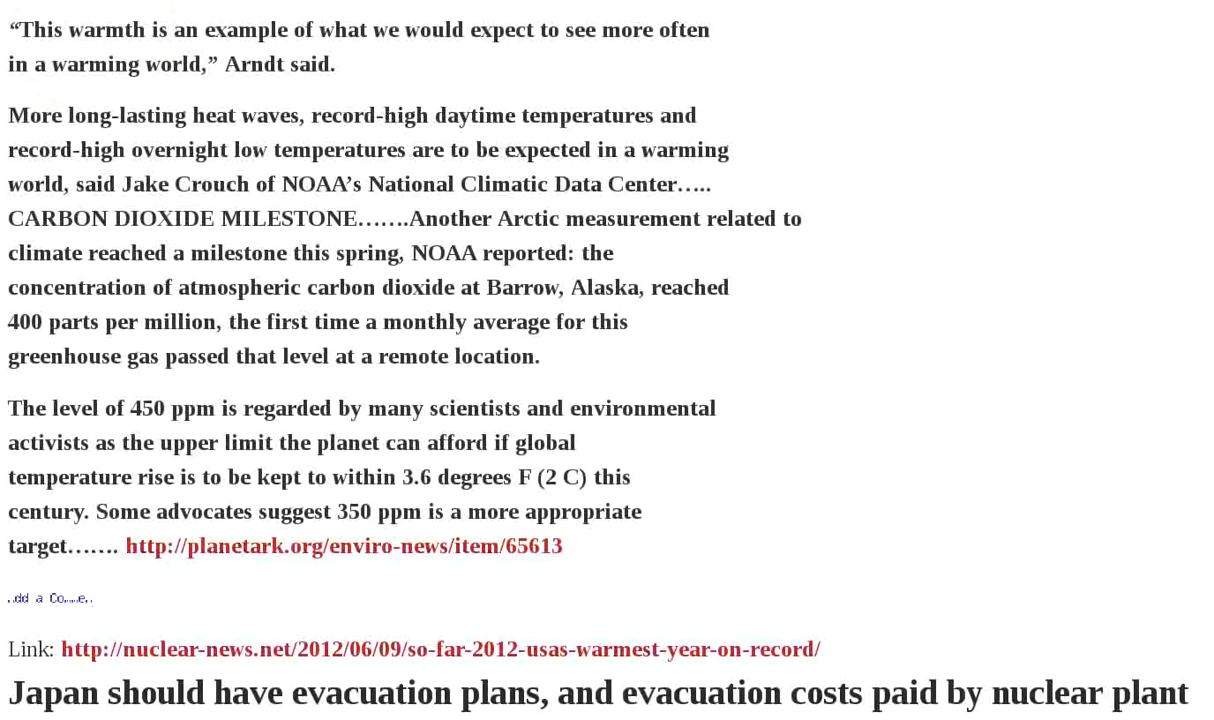 “This warmth is an example of what we would expect to see more often
in a warming world,” Arndt said.
More long-lasting heat waves, record-high daytime temperatures and
record-high overnight low temperatures are to be expected in a warming
world, said Jake Crouch of NOAA’s National Climatic Data Center…..
CARBON DIOXIDE MILESTONE…….Another Arctic measurement related to
climate reached a milestone this spring, NOAA reported: the
concentration of atmospheric carbon dioxide at Barrow, Alaska, reached
400 parts per million, the first time a monthly average for this
greenhouse gas passed that level at a remote location.
The level of 450 ppm is regarded by many scientists and environmental
activists as the upper limit the planet can afford if global
temperature rise is to be kept to within 3.6 degrees F (2 C) this
century. Some advocates suggest 350 ppm is a more appropriate
target……. http://planetark.org/enviro-news/item/65613
a
Link: http://nuclear-news.net/2012/06/09/so-far-2012-usas-warmest-year-on-record/
Japan should have evacuation plans, and evacuation costs paid by nuclear plant